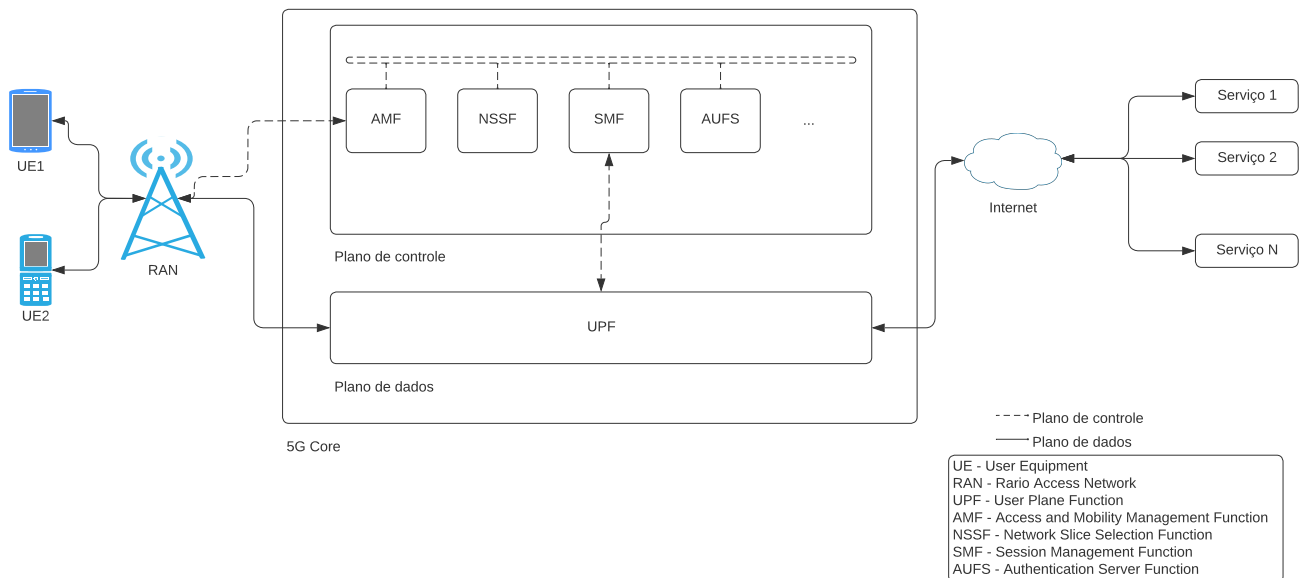 AMF
NSSF
SMF
AUFS
...
UE1
UE2
RAN
Plano de controle
UPF
Plano de dados
5G Core
Internet
Serviço 1
Serviço 2
Serviço N
Plano de controle
Plano de dados
UE - User Equipment
RAN - Rario Access Network
UPF - User Plane Function
AMF - Access and Mobility Management Function
NSSF - Network Slice Selection Function
SMF - Session Management Function
AUFS - Authentication Server Function